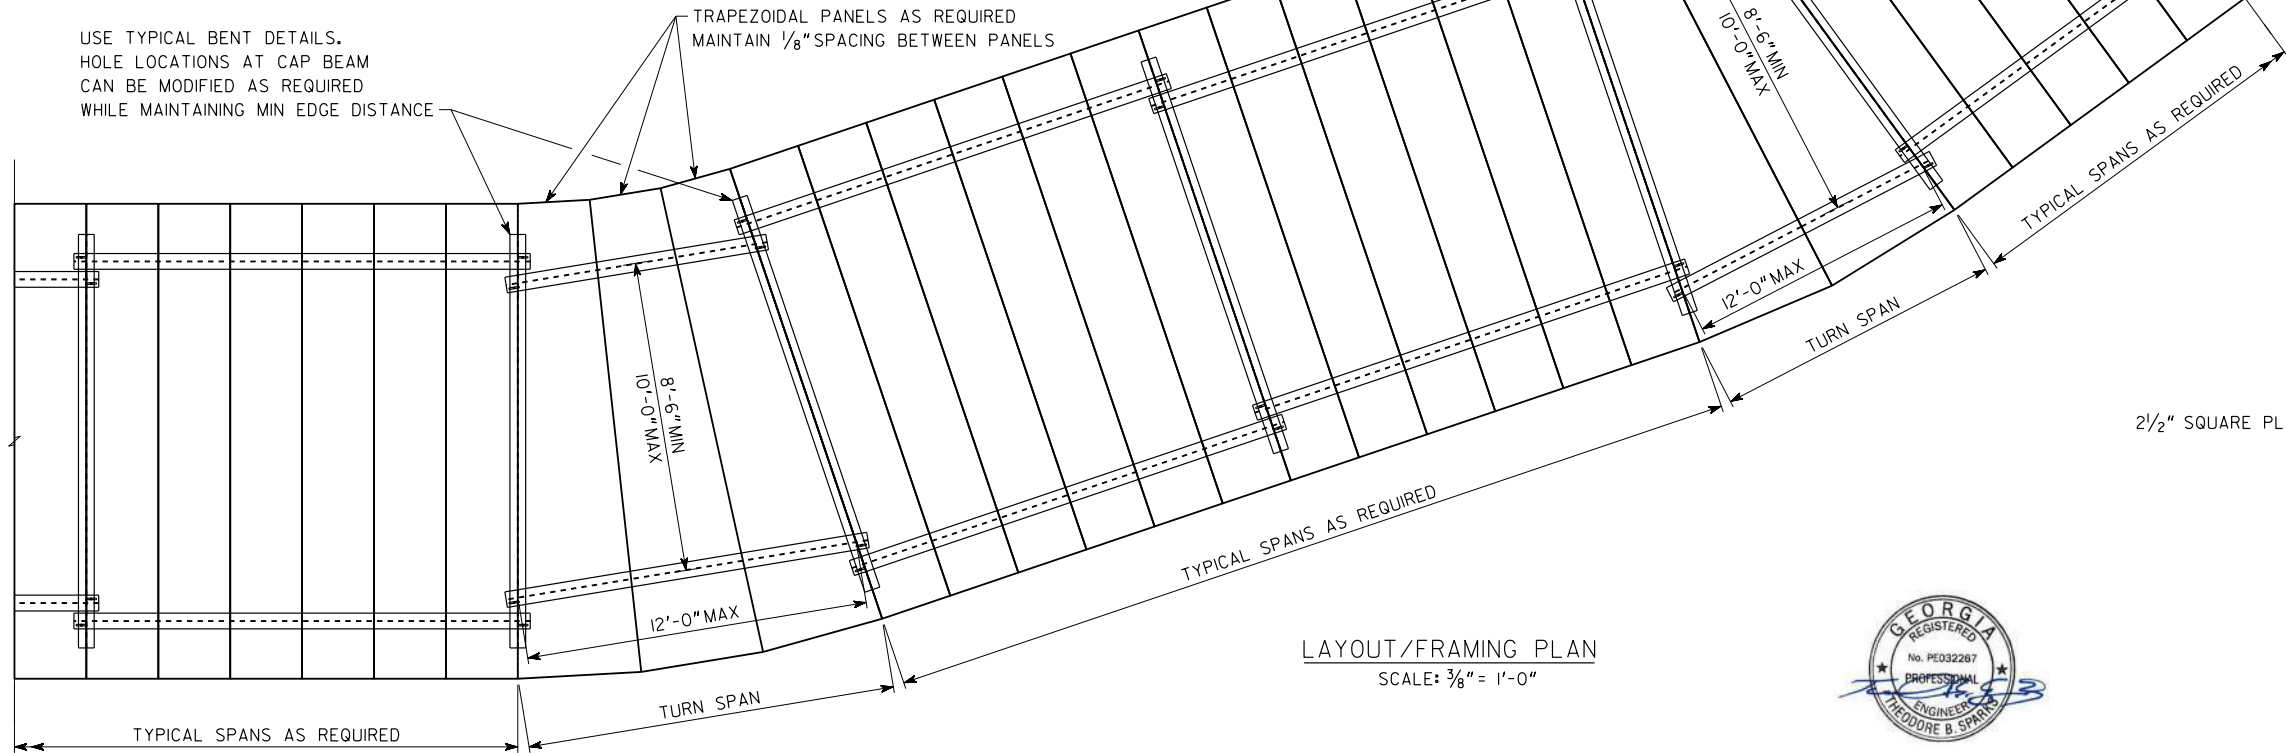 USE TYPICAL BENT DETAILS.
HOLE LOCATIONS AT CAP BEAM
CAN BE MODIFIED AS REQUIRED
WHILE MAINTAINING MIN EDGE DISTANCE
TRAPEZOIDAL PANELS AS REQUIRED
MAINTAIN 1/8" SPACING BETWEEN PANELS
8'-6" MIN
10'-0" MAX
TYPICAL SPANS AS REQUIRED
12'-0" MAX
TURN SPAN
2 1/2" SQUARE PL
8'-6" MIN
10'-0" MAX
TYPICAL SPANS AS REQUIRED
12'-0" MAX
TURN SPAN
TYPICAL SPANS AS REQUIRED
LAYOUT/FRAMING PLAN
SCALE: 3/8" = 1'-0"
GEORGIA
REGISTERED
No. PE032267
PROFESSIONAL
ENGINEER
THEODORE B. SPARKS